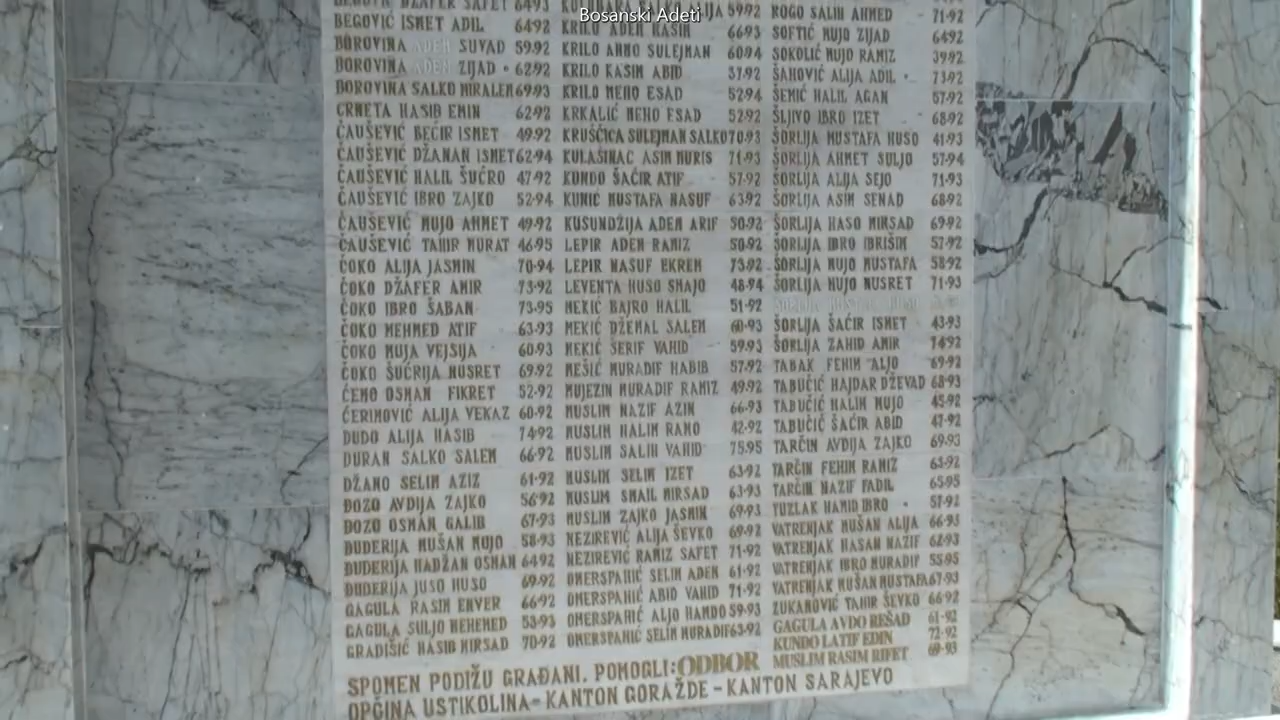 Bosanski Adeti
BEGOVIĆ DŽAFER SAFET 64-93
BEGOVIĆ ISMET ADIL 64-92
BOROVINA ADEM SUVAD 59-92
BOROVINA ADEM ZIJAD 62-92
BOROVINA SALKO MIRALEM 69-93
CRNETA HASIB EMIN 62-92
ČAUŠEVIĆ BEĆIR ISMET 49-92
ČAUŠEVIĆ DŽANAN ISMET 62-94
ČAUŠEVIĆ HALIL ŠUĆRO 47-92
ČAUŠEVIĆ IBRO ZAJKO 52-94
ČAUŠEVIĆ MUJO AHMET 49-92
ČAUŠEVIĆ TAHIR MURAT 46-95
ČOKO ALIJA JASMIN 70-94
ČOKO DŽAFER AMIR 73-92
ČOKO IBRO ŠABAN 73-95
ČOKO MEHMED ATIF 63-93
ČOKO MUJA VEJSIJA 60-93
ČOKO ŠUĆRIJA NUSRET 69-92
ĆEMO OSMAN FIKRET 52-92
ĆERIMOVIĆ ALIJA VEKAZ 60-92
DUDO ALIJA HASIB 74-92
DURAN SALKO SALEM 66-92
DŽANO SELIM AZIZ 61-92
ĐOZO AVDIJA ZAJKO 56-92
ĐOZO OSMAN GALIB 67-93
ĐUDERIJA MUŠAN MUJO 58-93
ĐUDERIJA HADŽAN OSMAN 64-92
ĐUDERIJA JUSO HUSO 69-92
GAGULA RASIM ENVER 66-92
GAGULA SULJO MEHEMED 53-93
GRADIŠIĆ HASIB MIRSAD 70-92
59-92
KRILO ADEM HASIH 66-93
KRILO AHMO SULEJMAN 60-94
KRILO KASIM ABID 37-92
KRILO MEHO ESAD 52-94
KRKALIĆ MEHO ESAD 52-92
KRUŠČICA SULEJMAN SALKO 70-93
KULAŠINAC ASIM NURIS 71-93
KUNDO ŠAĆIR ATIF 57-92
KUNIĆ MUSTAFA NASUF 63-92
KUSUNDŽIJA ADEM ARIF 50-92
LEPIR ADEM RAMIZ 50-92
LEPIR NASUF EKREM 73-92
LEVENTA HUSO SMAJO 48-94
MEKIĆ BAJRO HALIL 51-92
MEKIĆ DŽEMAL SALEM 60-93
MEKIĆ ŠERIF VAHID 59-93
MEŠIĆ MURADIF HABIB 57-92
MUJEZIN MURADIF RAMIZ 49-92
MUSLIM NAZIF AZIN 66-93
MUSLIM HALIM RAMO 42-92
MUSLIM SALIH VAHID 75-95
MUSLIM SELIM IZET 63-92
MUSLIM SMAIL MIRSAD 63-93
MUSLIM ZAJKO JASMIN 69-93
NEZIREVIĆ ALIJA ŠEVKO 69-92
NEZIREVIĆ RAMIZ SAFET 71-92
OMERSPAHIĆ SELIM ADEM 61-92
OMERSPAHIĆ ABID VAHID 71-92
OMERSPAHIĆ ALJO HAMDO 59-93
OMERSPAHIĆ SELIM MURADIF 63-92
ROGO SALIH AHMED 71-92
SOFTIĆ MUJO ZIJAD 64-92
SOKOLIĆ MUJO RAMIZ 39-92
ŠAHOVIĆ ALIJA ADIL 73-92
ŠEMIĆ HALIL AGAN 57-92
ŠLJIVO IBRO IZET 68-92
ŠORLIJA MUSTAFA HUSO 41-93
ŠORLIJA AHMET SULJO 57-94
ŠORLIJA ALIJA SEJO 71-93
ŠORLIJA ASIM SENAD 68-92
ŠORLIJA HASO MIRSAD 69-92
ŠORLIJA IBRO IBRIŠIM 57-92
ŠORLIJA MUJO MUSTAFA 58-92
ŠORLIJA MUJO NUSRET 71-93
ŠORLIJA ŠAĆIR ISMET 43-93
ŠORLIJA ZAHID AMIR 74-92
TABAK FEHIM ALJO 69-92
TABUČIĆ HAJDAR DŽEVAD 68-93
TABUČIĆ HALIM MUJO 45-92
TABUČIĆ ŠAĆIR ABID 47-92
TARČIN AVDIJA ZAJKO 69-93
TARČIN FEHIM RAMIZ 63-92
TARČIN NAZIF FADIL 65-95
TUZLAK HAMID IBRO 57-92
VATRENJAK MUŠAN ALIJA 66-93
VATRENJAK HASAN NAZIF 62-93
VATRENJAK IBRO MURADIF 55-93
VATRENJAK MUŠAN MUSTAFA 67-93
ZUKANOVIĆ TAHIR ŠEVKO 66-92
GAGULA AVDO REŠAD 61-92
KUNDO LATIF EDIN 72-92
MUSLIM RASIM RIFET 69-93
SPOMEN PODIŽU GRAĐANI. POMOGLI: ODBOR
OPĆINA USTIKOLINA - KANTON GORAŽDE - KANTON SARAJEVO